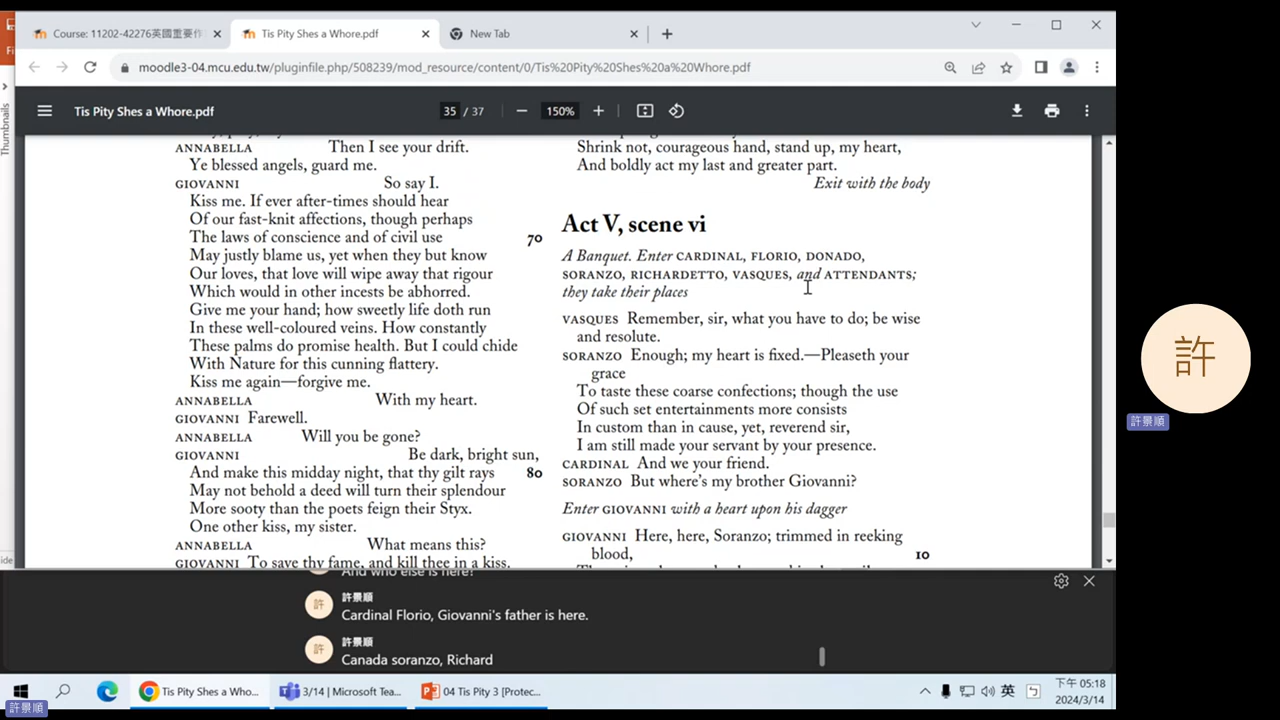 Course: 11202-42276英國重要作
Tis Pity Shes a Whore.pdf
New Tab
moodle3-04.mcu.edu.tw/pluginfile.php/508239/mod_resource/content/0/Tis%20Pity%20Shes%20a%20Whore.pdf
Thumbnails
Tis Pity Shes a Whore.pdf
35 / 37
150%
ANNABELLA Then I see your drift.
Ye blessed angels, guard me.
GIOVANNI So say I.
Kiss me. If ever after-times should hear
Of our fast-knit affections, though perhaps
The laws of conscience and of civil use 70
May justly blame us, yet when they but know
Our loves, that love will wipe away that rigour
Which would in other incests be abhorred.
Give me your hand; how sweetly life doth run
In these well-coloured veins. How constantly
These palms do promise health. But I could chide
With Nature for this cunning flattery.
Kiss me again—forgive me.
ANNABELLA With my heart.
GIOVANNI Farewell.
ANNABELLA Will you be gone?
GIOVANNI Be dark, bright sun,
And make this midday night, that thy gilt rays 80
May not behold a deed will turn their splendour
More sooty than the poets feign their Styx.
One other kiss, my sister.
ANNABELLA What means this?
GIOVANNI To save thy fame, and kill thee in a kiss.
Shrink not, courageous hand, stand up, my heart,
And boldly act my last and greater part.
Exit with the body
Act V, scene vi
A Banquet. Enter CARDINAL, FLORIO, DONADO,
SORANZO, RICHARDETTO, VASQUES, and ATTENDANTS;
they take their places
VASQUES Remember, sir, what you have to do; be wise
and resolute.
SORANZO Enough; my heart is fixed.—Pleaseth your
grace
To taste these coarse confections; though the use
Of such set entertainments more consists
In custom than in cause, yet, reverend sir,
I am still made your servant by your presence.
CARDINAL And we your friend.
SORANZO But where's my brother Giovanni?
Enter GIOVANNI with a heart upon his dagger
GIOVANNI Here, here, Soranzo; trimmed in reeking
blood, 10
And who else is here?
許景順
Cardinal Florio, Giovanni's father is here.
許景順
Canada soranzo, Richard
許
許
許
許景順
Tis Pity Shes a Who...
3/14 | Microsoft Tea...
04 Tis Pity 3 [Protec...
英
下午 05:18
2024/3/14
許景順